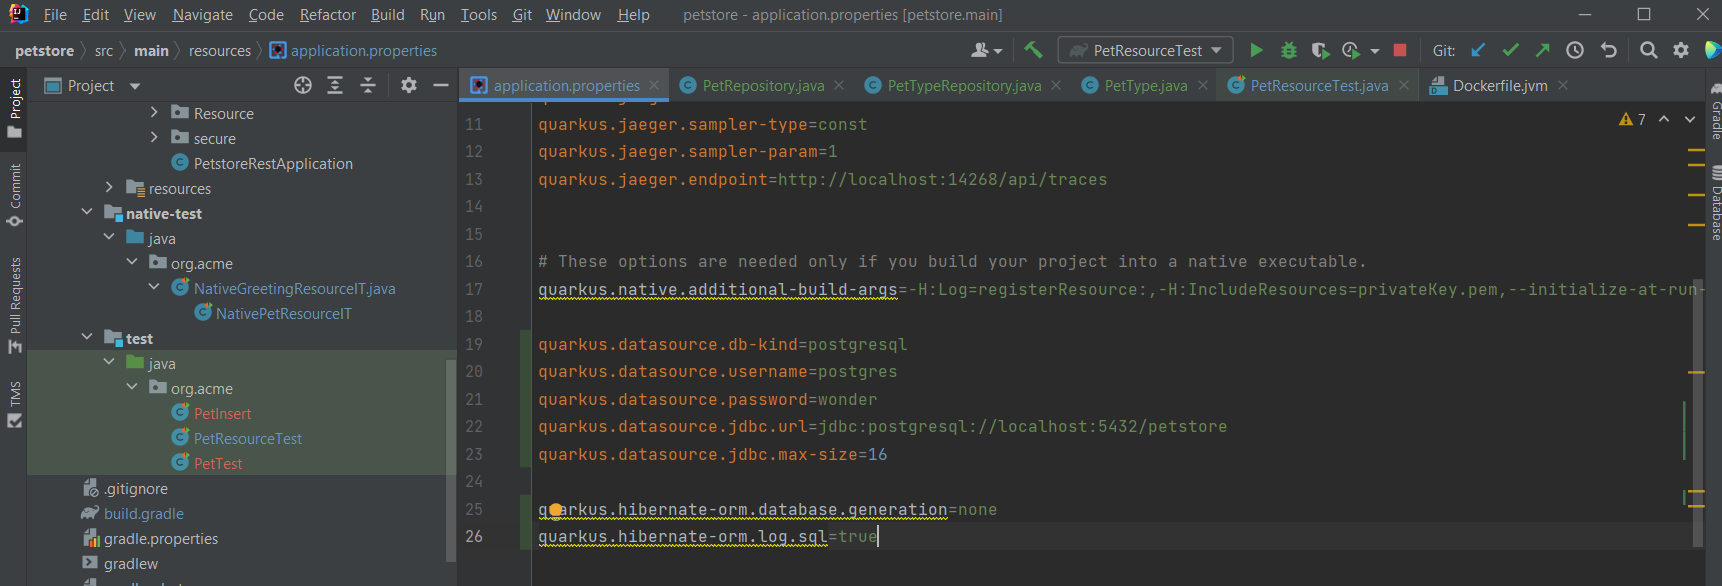 File Edit View Navigate Code Refactor Build Run Tools Git Window Help petstore - application.properties [petstore.main]
petstore src main resources application.properties PetResourceTest Git:
Project
Commit
Pull Requests
TMS
Project
Resource
secure
PetstoreRestApplication
resources
native-test
java
org.acme
NativeGreetingResourceIT.java
NativePetResourceIT
test
java
org.acme
PetInsert
PetResourceTest
PetTest
.gitignore
build.gradle
gradle.properties
gradlew
application.properties PetRepository.java PetTypeRepository.java PetType.java PetResourceTest.java Dockerfile.jvm
7
11 quarkus.jaeger.sampler-type=const
12 quarkus.jaeger.sampler-param=1
13 quarkus.jaeger.endpoint=http://localhost:14268/api/traces
14
15
16 # These options are needed only if you build your project into a native executable.
17 quarkus.native.additional-build-args=-H:Log=registerResource:,-H:IncludeResources=privateKey.pem,--initialize-at-run-
18
19 quarkus.datasource.db-kind=postgresql
20 quarkus.datasource.username=postgres
21 quarkus.datasource.password=wonder
22 quarkus.datasource.jdbc.url=jdbc:postgresql://localhost:5432/petstore
23 quarkus.datasource.jdbc.max-size=16
24
25 quarkus.hibernate-orm.database.generation=none
26 quarkus.hibernate-orm.log.sql=true
Gradle
Database